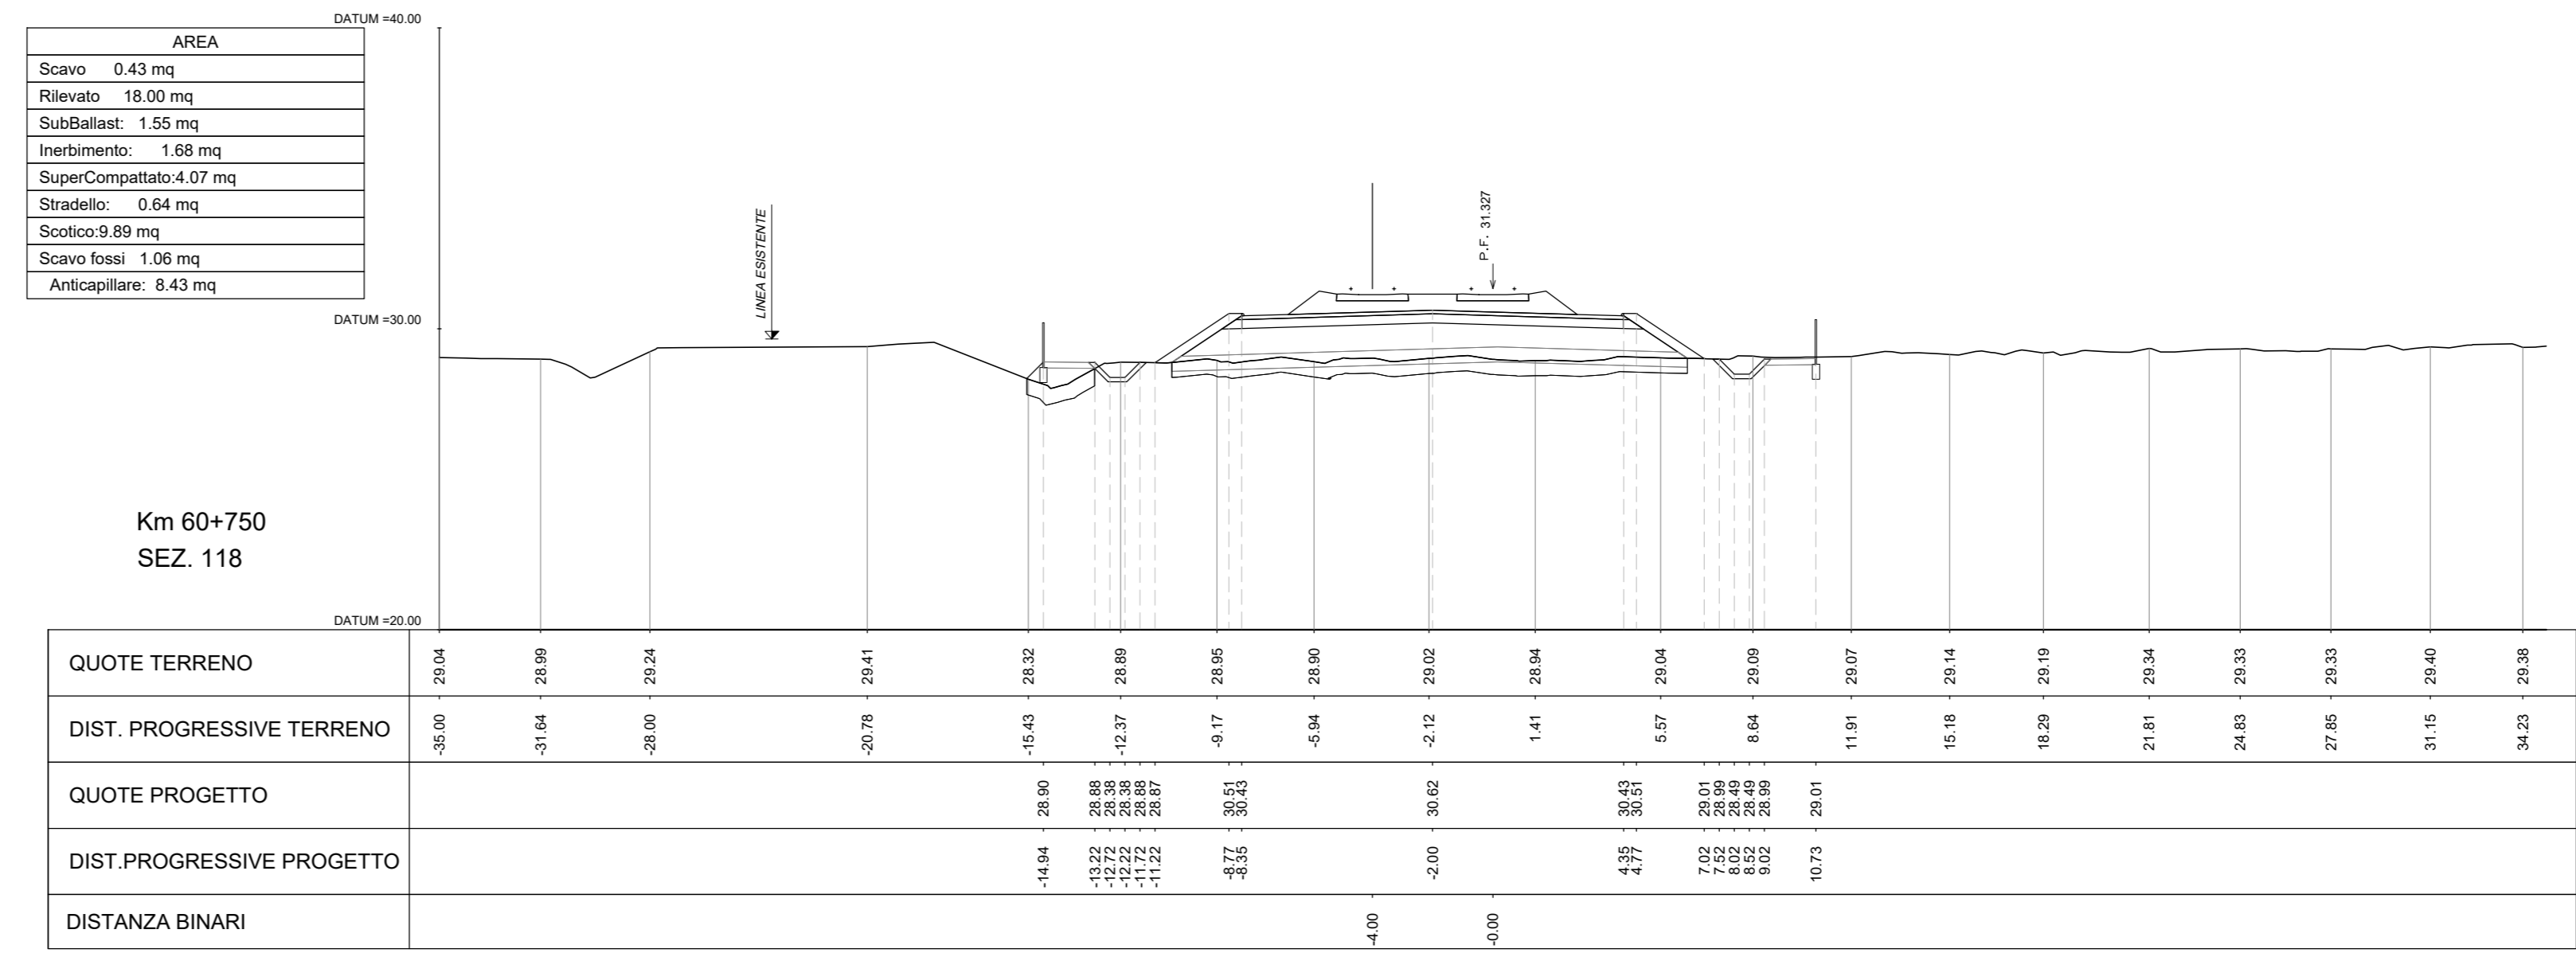 DATUM =40.00
AREA
Scavo 0.43 mq
Rilevato 18.00 mq
SubBallast: 1.55 mq
Inerbimento: 1.68 mq
SuperCompattato:4.07 mq
Stradello: 0.64 mq
Scotico:9.89 mq
Scavo fossi 1.06 mq
Anticapillare: 8.43 mq
LINEA ESISTENTE
P.F. 31.327
DATUM =30.00
Km 60+750
SEZ. 118
DATUM =20.00
QUOTE TERRENO 29.04 28.99 29.24 29.41 28.32 28.89 28.95 28.90 29.02 28.94 29.04 29.09 29.07 29.14 29.19 29.34 29.33 29.33 29.40 29.38
DIST. PROGRESSIVE TERRENO -35.00 -31.64 -28.00 -20.78 -15.43 -12.37 -9.17 -5.94 -2.12 1.41 5.57 8.64 11.91 15.18 18.29 21.81 24.83 27.85 31.15 34.23
QUOTE PROGETTO 28.90 28.88 28.38 28.38 28.88 28.87 30.51 30.43 30.62 30.43 30.51 29.01 28.99 28.49 28.49 28.99 29.01
DIST.PROGRESSIVE PROGETTO -14.94 -13.22 -12.72 -12.22 -11.72 -11.22 -8.77 -8.35 -2.00 4.35 4.77 7.02 7.52 8.02 8.52 9.02 10.73
DISTANZA BINARI -4.00 -0.00